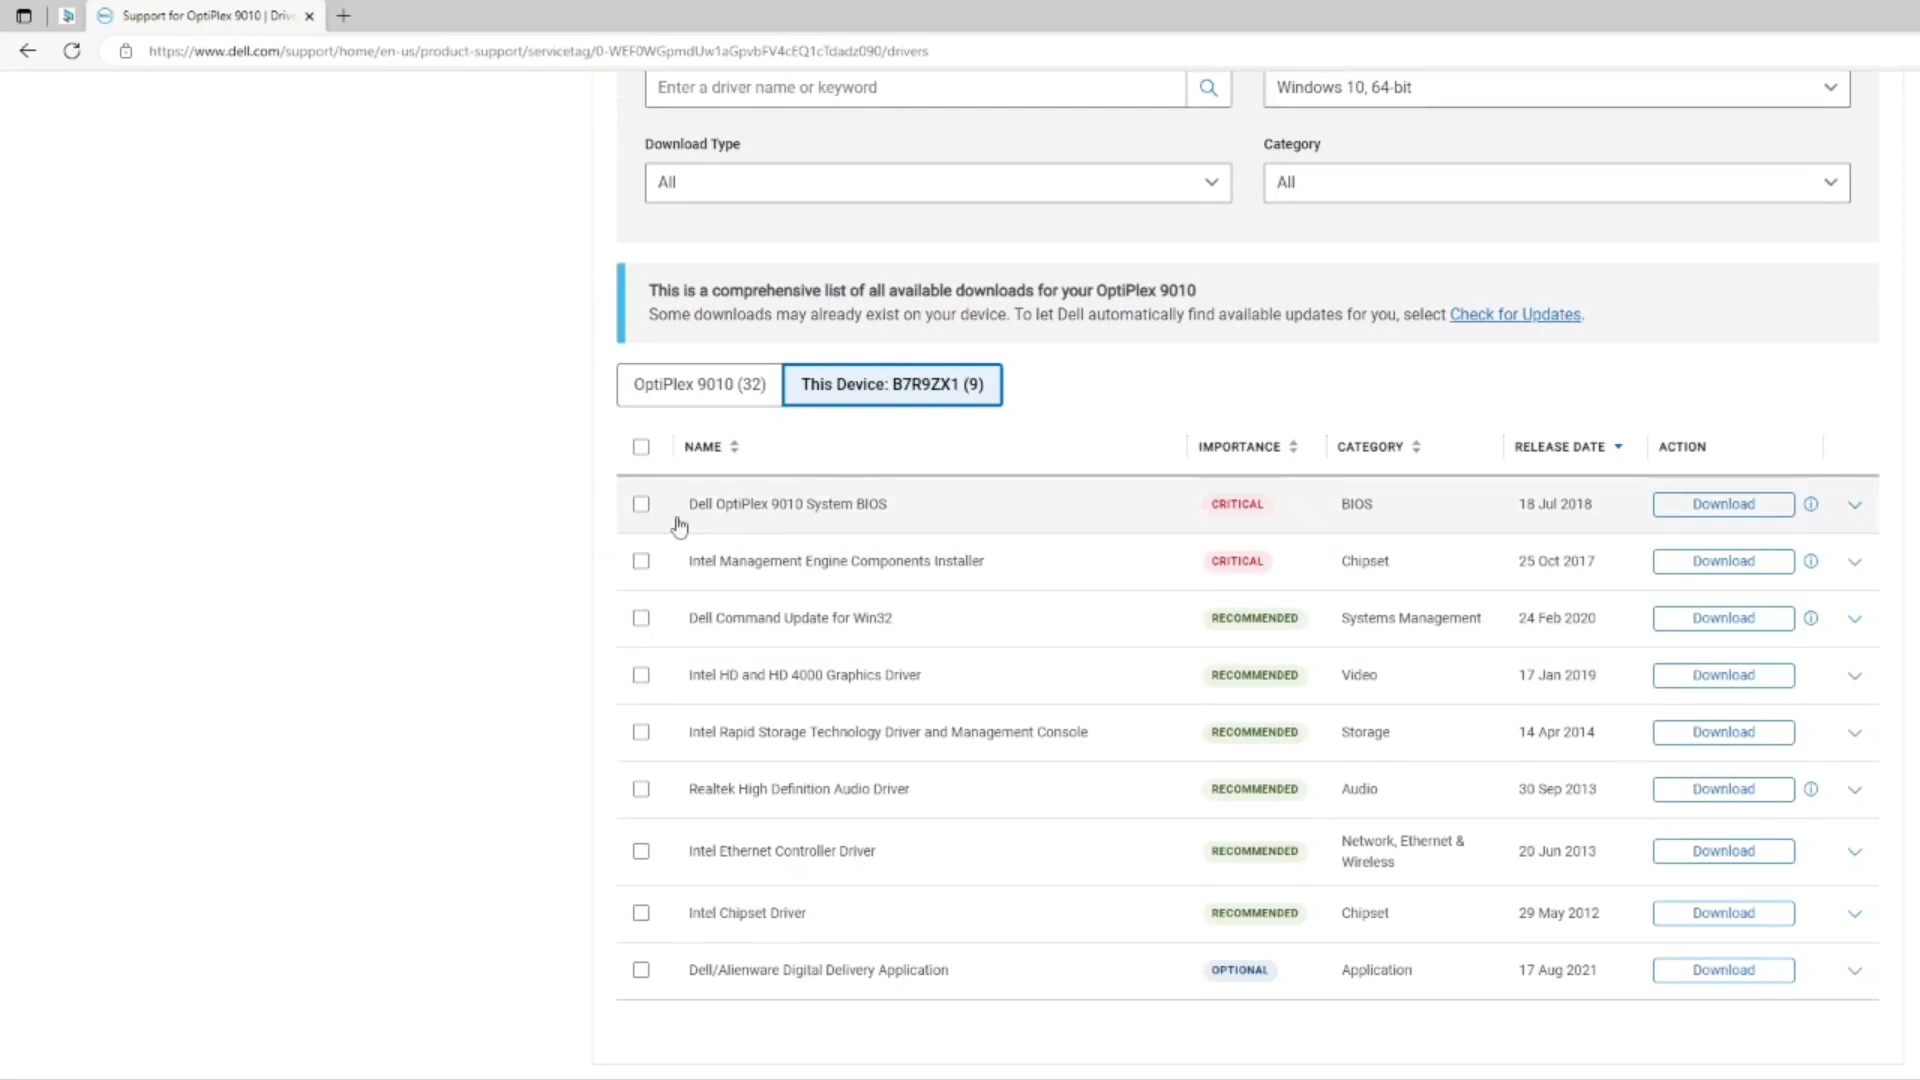 Support for OptiPlex 9010 | Driv
https://www.dell.com/support/home/en-us/product-support/servicetag/0-WEF0WGpmdUw1aGpvbFV4cEQ1cTdadz090/drivers
Enter a driver name or keyword
Windows 10, 64-bit
Download Type
Category
All
All
This is a comprehensive list of all available downloads for your OptiPlex 9010
Some downloads may already exist on your device. To let Dell automatically find available updates for you, select Check for Updates.
OptiPlex 9010 (32)
This Device: B7R9ZX1 (9)
NAME IMPORTANCE CATEGORY RELEASE DATE ACTION
Dell OptiPlex 9010 System BIOS CRITICAL BIOS 18 Jul 2018 Download
Intel Management Engine Components Installer CRITICAL Chipset 25 Oct 2017 Download
Dell Command Update for Win32 RECOMMENDED Systems Management 24 Feb 2020 Download
Intel HD and HD 4000 Graphics Driver RECOMMENDED Video 17 Jan 2019 Download
Intel Rapid Storage Technology Driver and Management Console RECOMMENDED Storage 14 Apr 2014 Download
Realtek High Definition Audio Driver RECOMMENDED Audio 30 Sep 2013 Download
Intel Ethernet Controller Driver RECOMMENDED Network, Ethernet &
Wireless 20 Jun 2013 Download
Intel Chipset Driver RECOMMENDED Chipset 29 May 2012 Download
Dell/Alienware Digital Delivery Application OPTIONAL Application 17 Aug 2021 Download